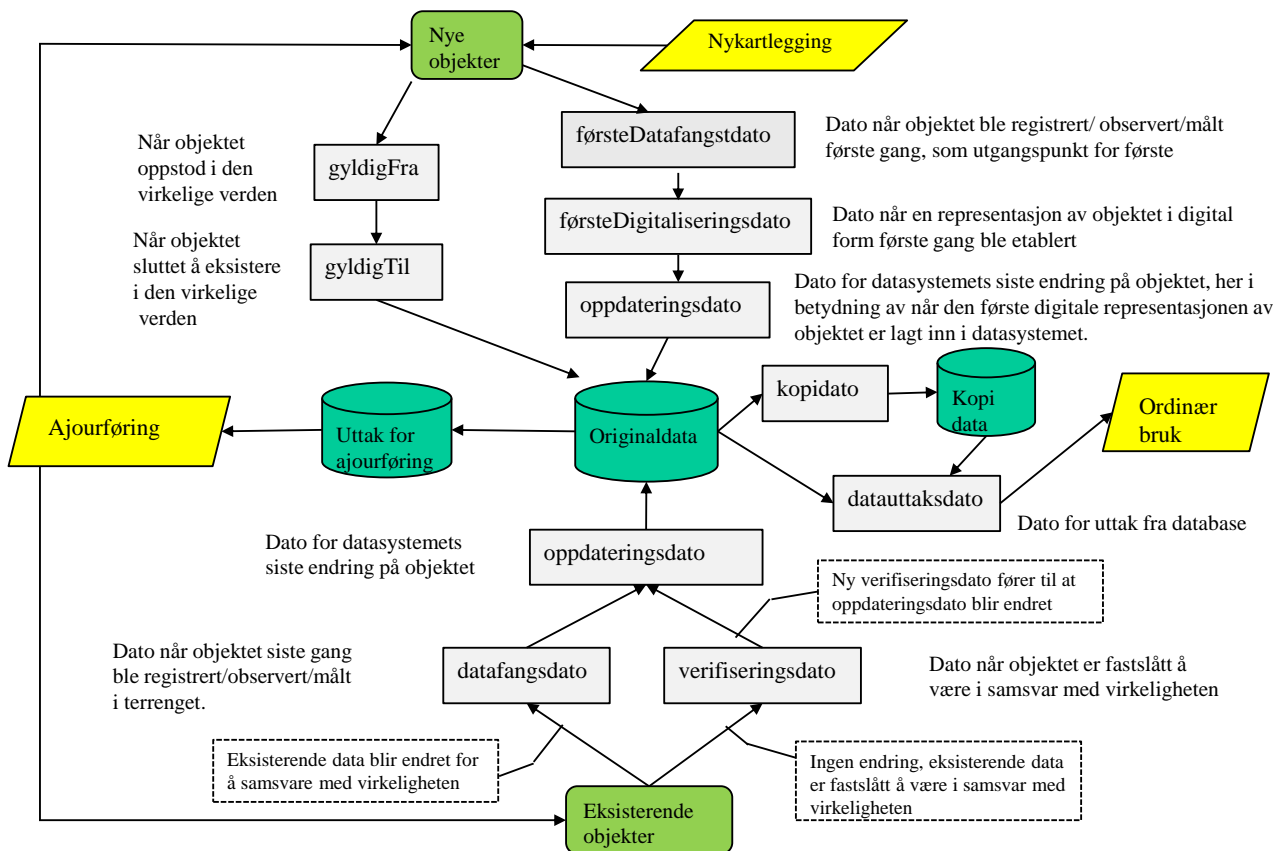 Nye
objekter
Nykartlegging
Når objektet
oppstod i den
virkelige verden
gyldigFra
førsteDatafangstdato
Dato når objektet ble registrert/ observert/målt
første gang, som utgangspunkt for første
førsteDigitaliseringsdato
Dato når en representasjon av objektet i digital
form første gang ble etablert
Når objektet
sluttet å eksistere
i den virkelige
verden
gyldigTil
oppdateringsdato
Dato for datasystemets siste endring på objektet, her i
betydning av når den første digitale representasjonen av
objektet er lagt inn i datasystemet.
Ajourføring
Uttak for
ajourføring
Originaldata
kopidato
Kopi
data
Ordinær
bruk
datauttaksdato
Dato for uttak fra database
Dato for datasystemets
siste endring på objektet
oppdateringsdato
Ny verifiseringsdato fører til at
oppdateringsdato blir endret
Dato når objektet siste gang
ble registrert/observert/målt
i terrenget.
datafangsdato
verifiseringsdato
Dato når objektet er fastslått å
være i samsvar med virkeligheten
Eksisterende data blir endret for
å samsvare med virkeligheten
Ingen endring, eksisterende data
er fastslått å være i samsvar med
virkeligheten
Eksisterende
objekter